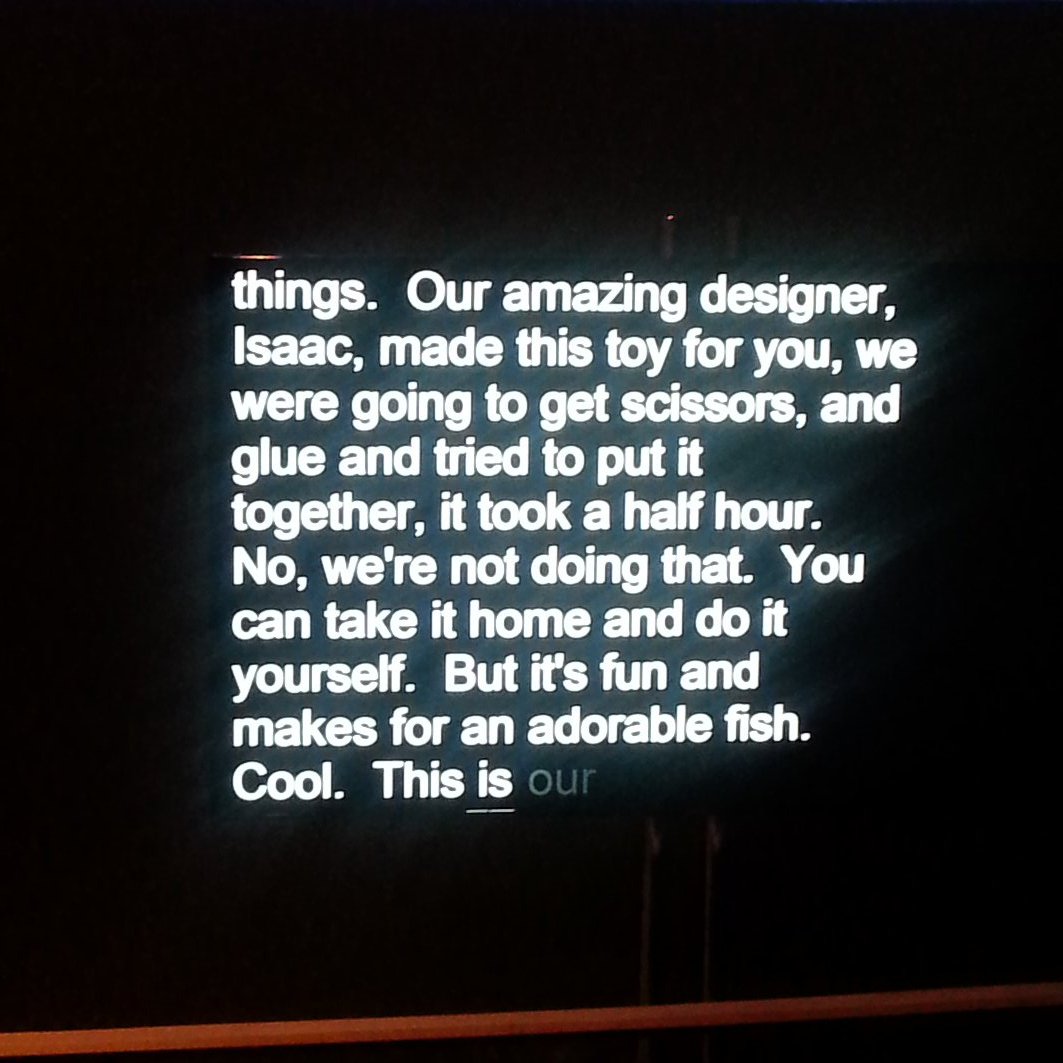 things.  Our amazing designer,
Isaac, made this toy for you, we
were going to get scissors, and
glue and tried to put it
together, it took a half hour.
No, we're not doing that.  You
can take it home and do it
yourself.  But it's fun and
makes for an adorable fish.
Cool.  This is our